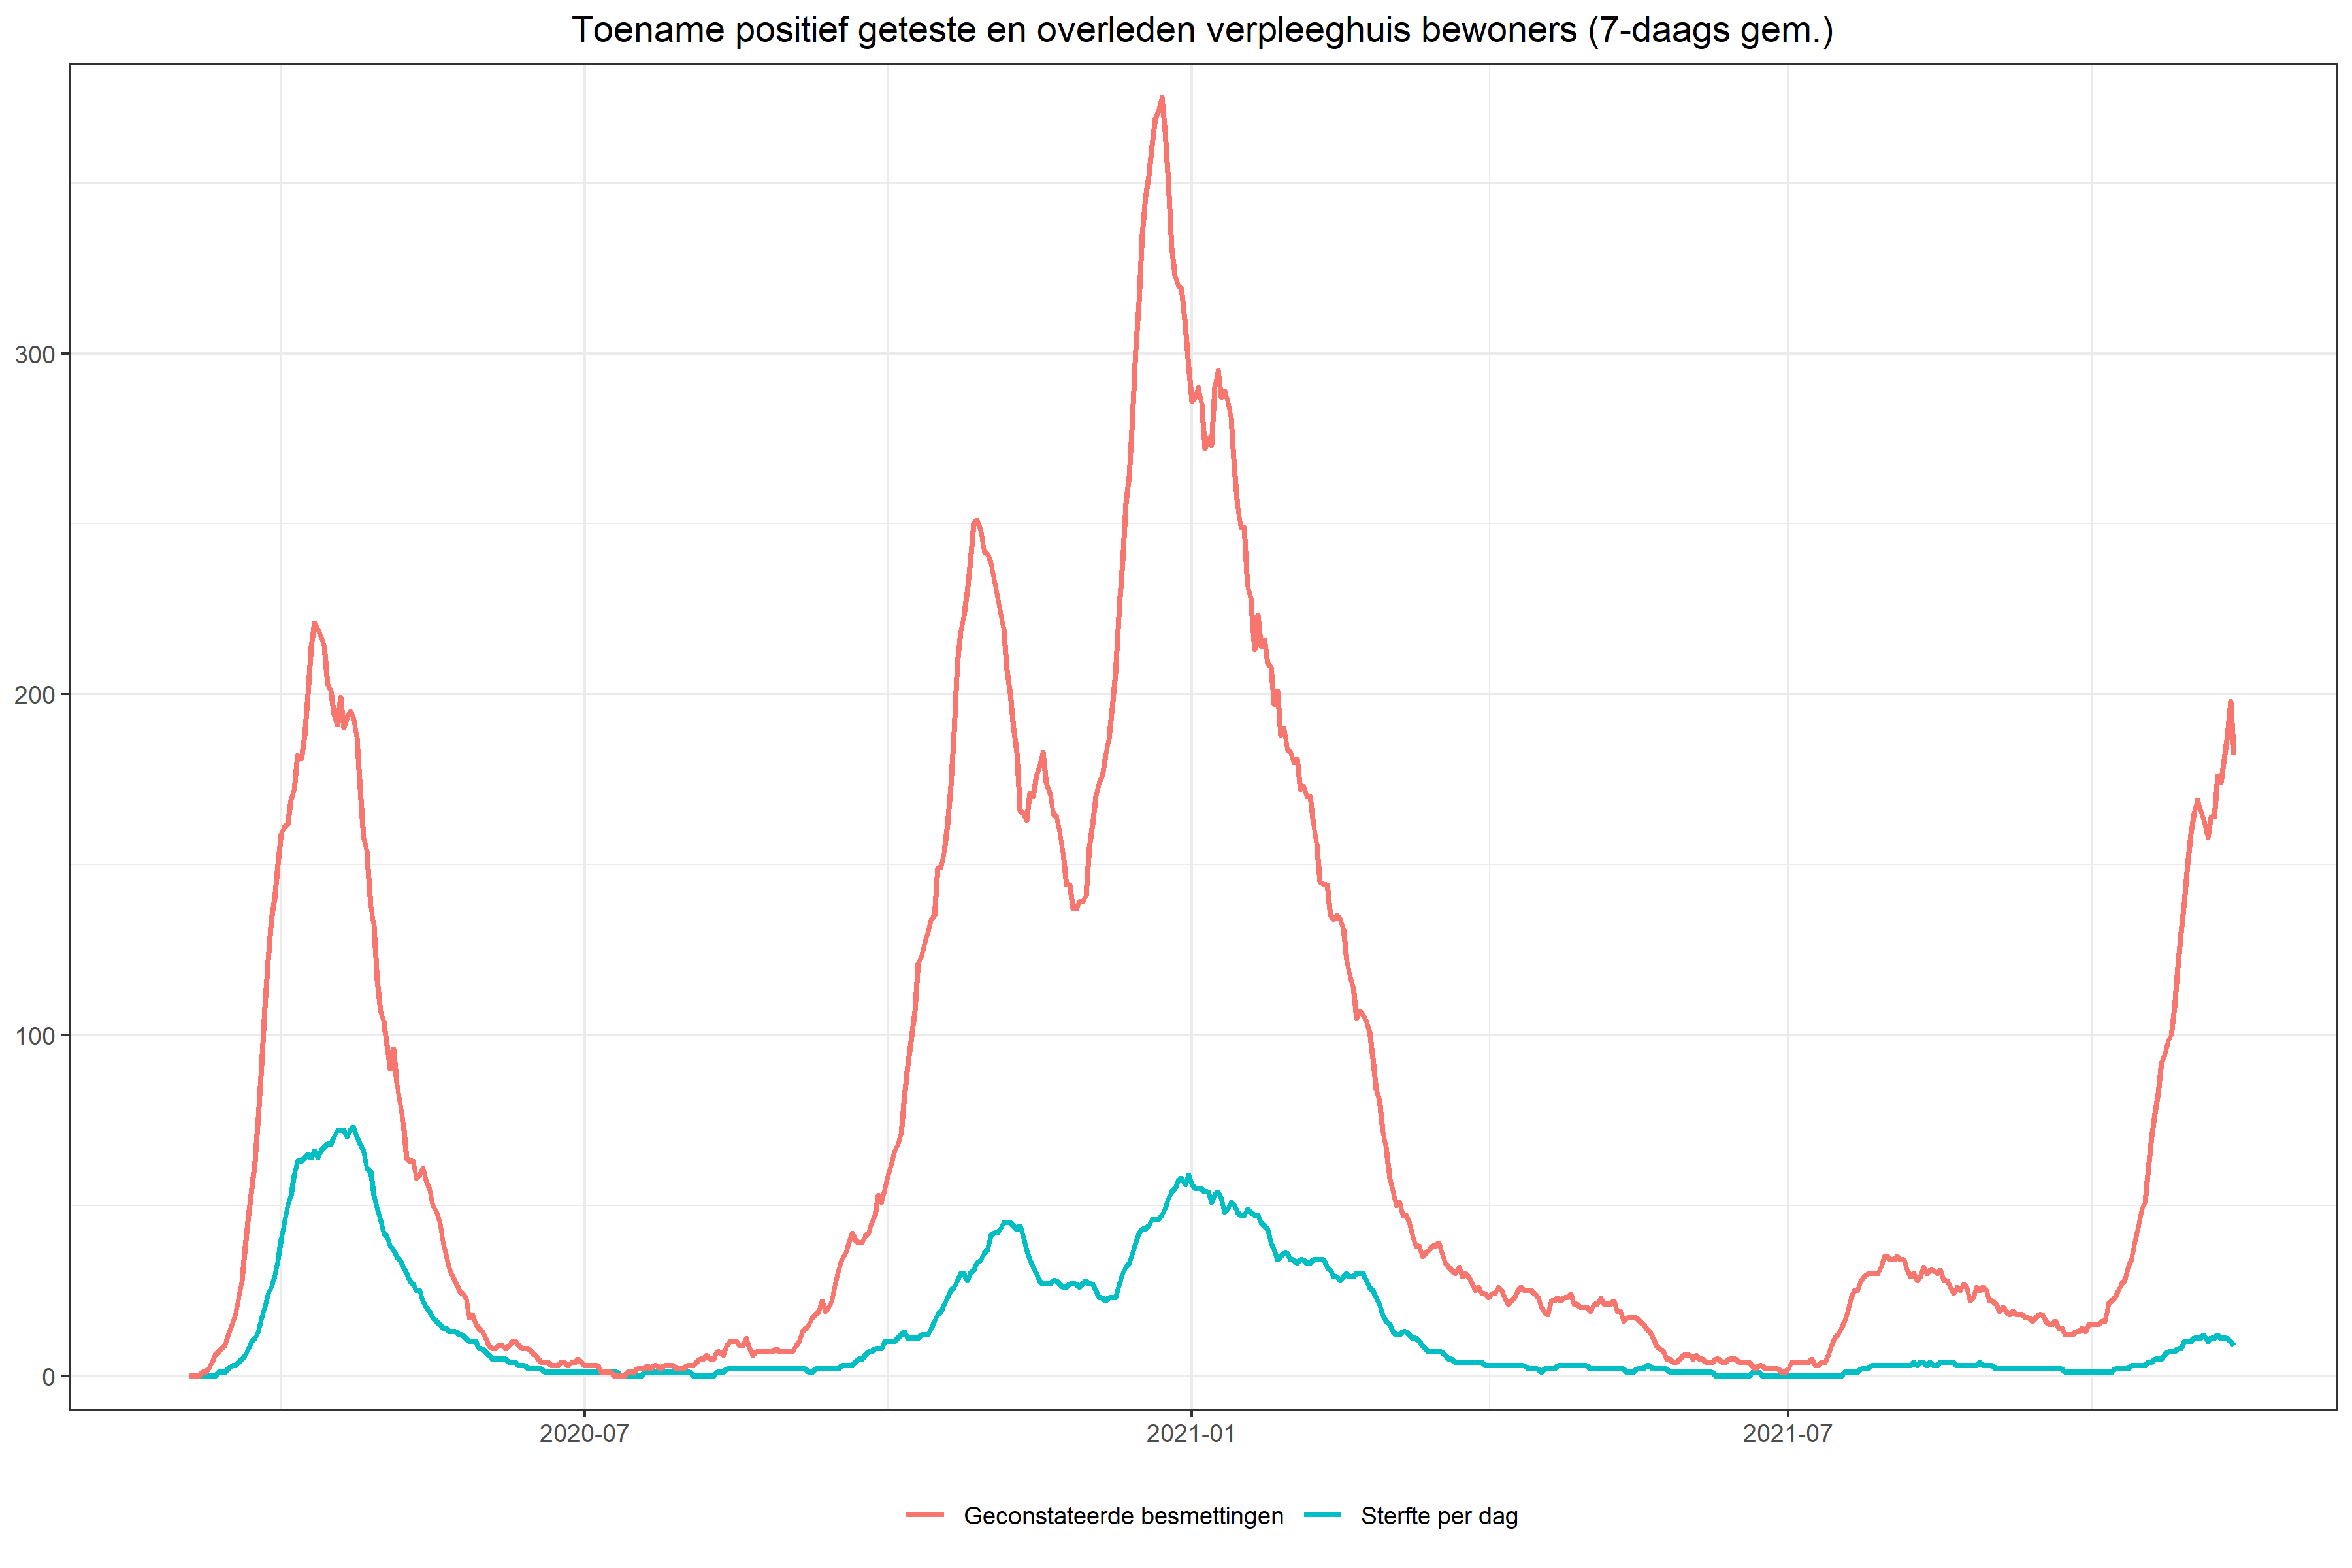 Toename positief geteste en overleden verpleeghuis bewoners (7-daags gem.)
300
200
100
0
2020-07 2021-01 2021-07
Geconstateerde besmettingen Sterfte per dag